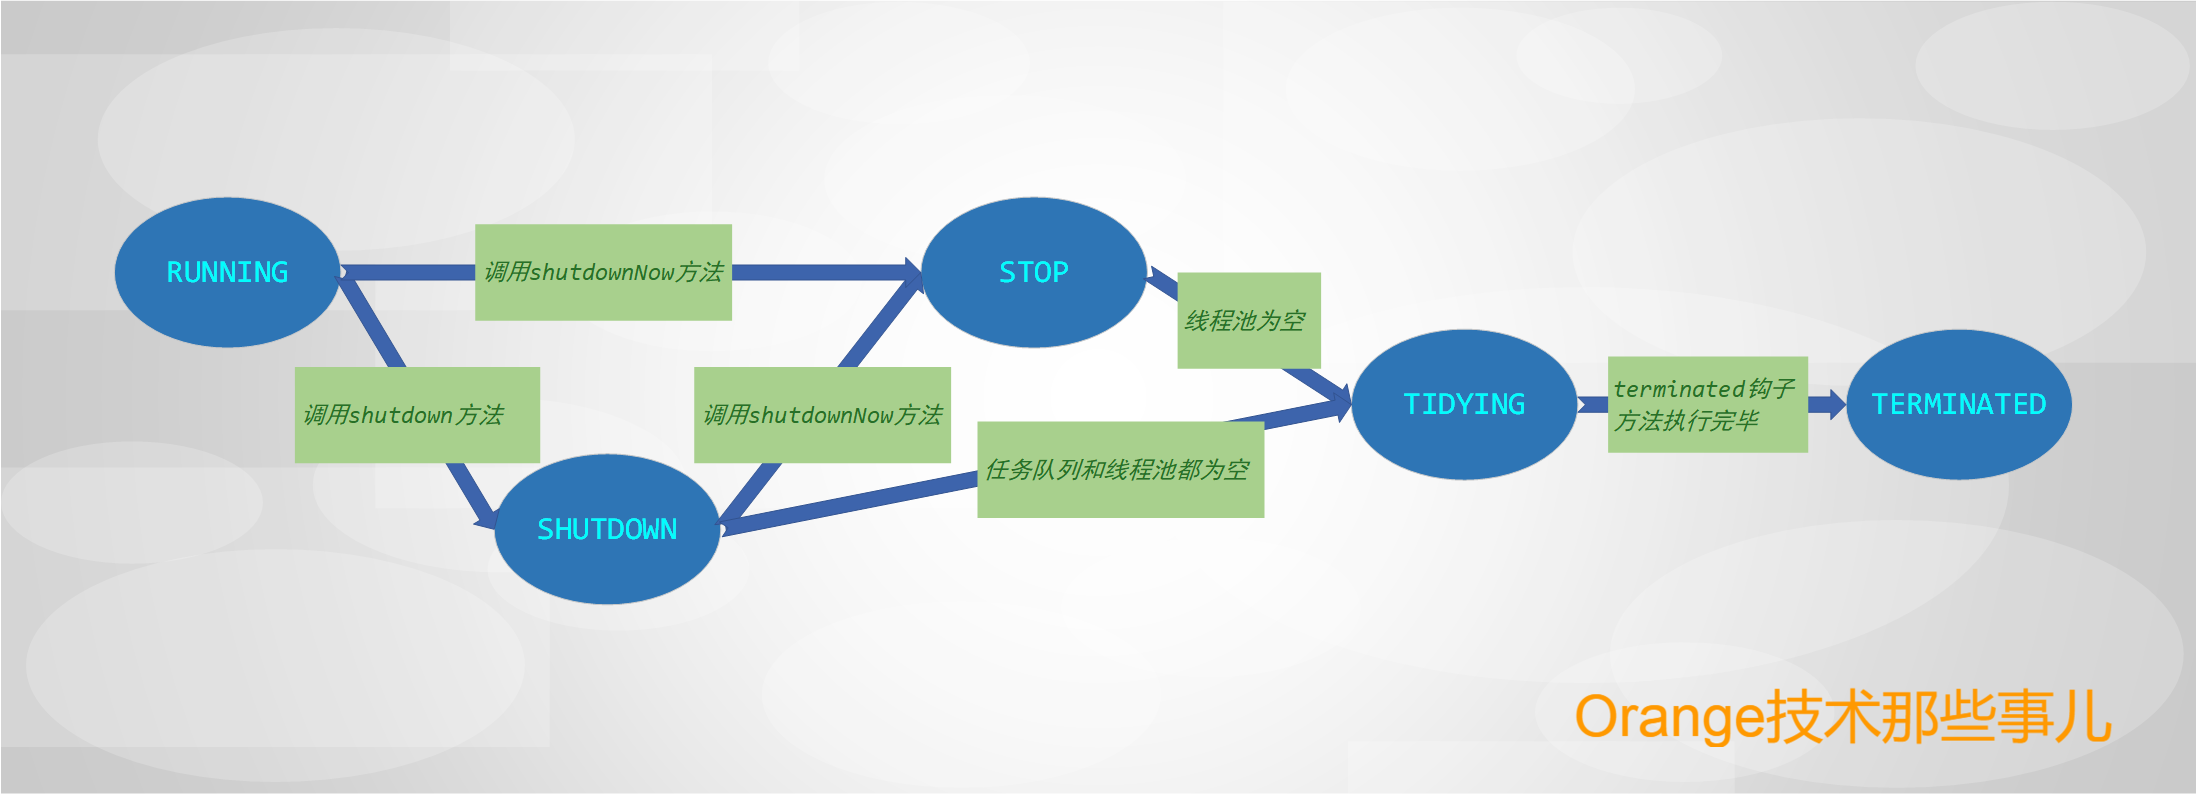 RUNNING
调用shutdownNow方法
STOP
线程池为空
调用shutdown方法
调用shutdownNow方法
TIDYING
terminated钩子
方法执行完毕
TERMINATED
任务队列和线程池都为空
SHUTDOWN
Orange技术那些事儿